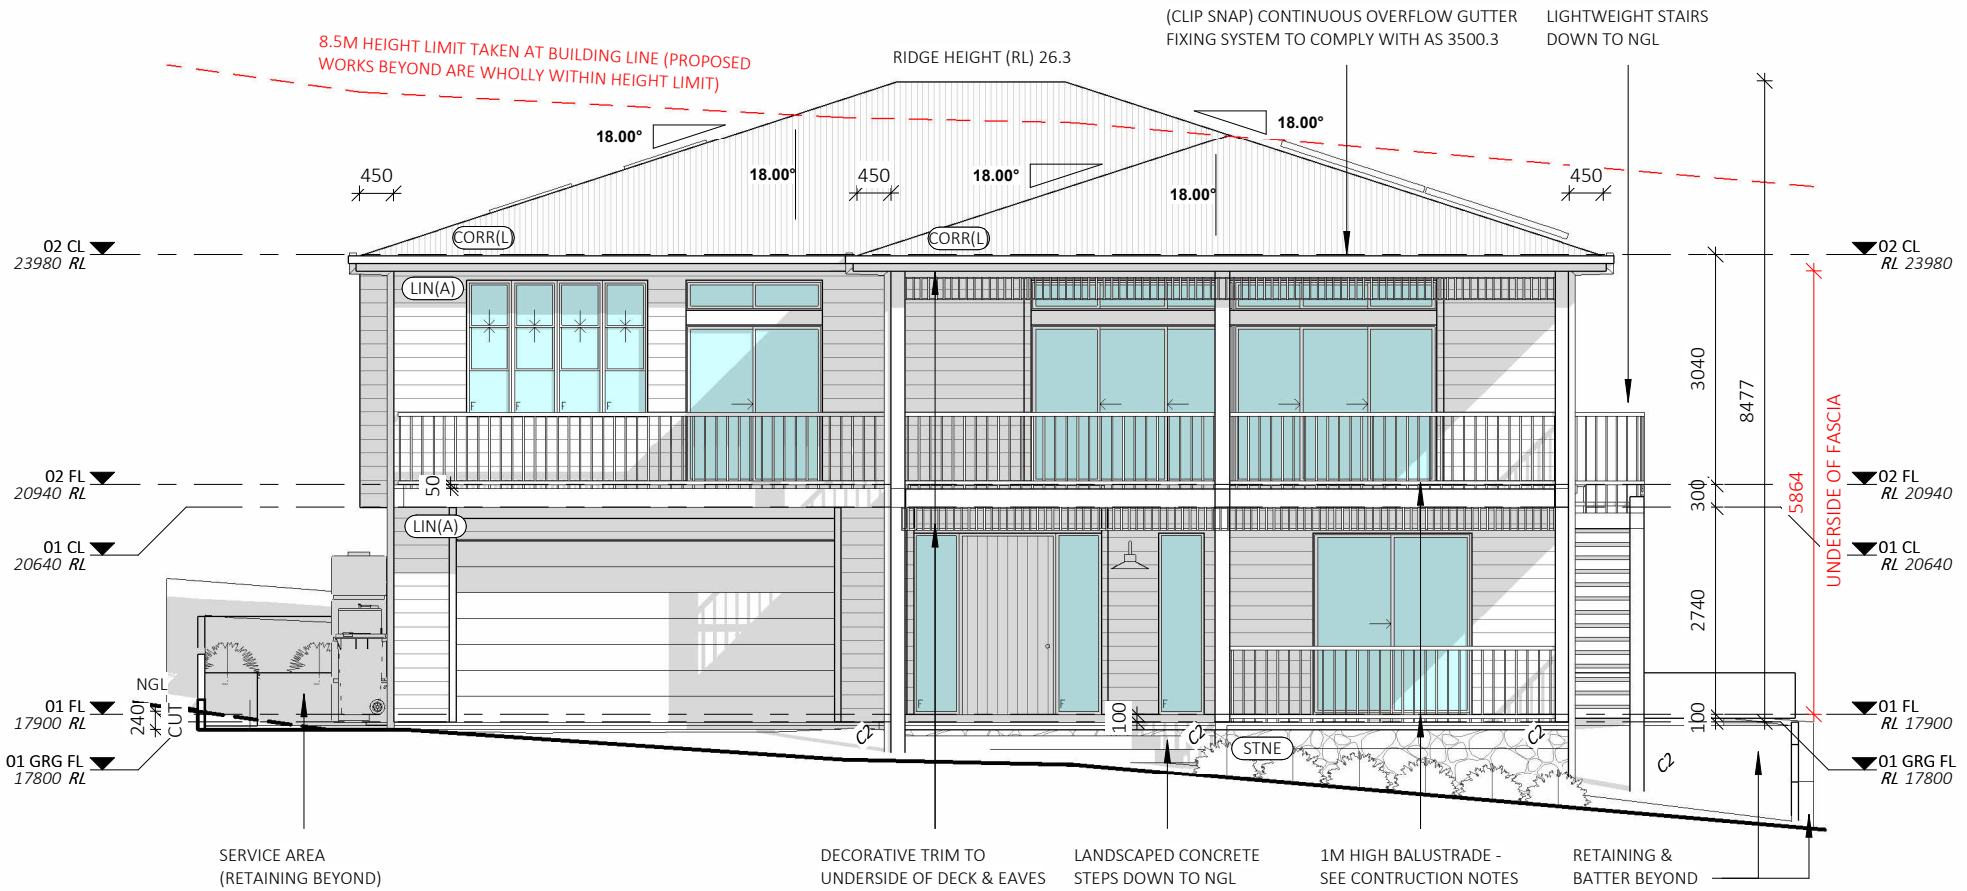 (CLIP SNAP) CONTINUOUS OVERFLOW GUTTER
FIXING SYSTEM TO COMPLY WITH AS 3500.3
LIGHTWEIGHT STAIRS
DOWN TO NGL
8.5M HEIGHT LIMIT TAKEN AT BUILDING LINE (PROPOSED
WORKS BEYOND ARE WHOLLY WITHIN HEIGHT LIMIT)
RIDGE HEIGHT (RL) 26.3
18.00°
18.00°
18.00°
18.00°
18.00°
450
450
450
CORR(L)
CORR(L)
02 CL
23980 RL
02 CL
RL 23980
LIN(A)
F
F
F
F
3040
8477
UNDERSIDE OF FASCIA
5864
02 FL
20940 RL
50
300
02 FL
RL 20940
LIN(A)
01 CL
20640 RL
01 CL
RL 20640
2740
NGL
240
CUT
01 FL
17900 RL
F
F
F
100
100
01 FL
RL 17900
C2
C2
C2
C2
STNE
01 GRG FL
17800 RL
01 GRG FL
RL 17800
SERVICE AREA
(RETAINING BEYOND)
DECORATIVE TRIM TO
UNDERSIDE OF DECK & EAVES
LANDSCAPED CONCRETE
STEPS DOWN TO NGL
1M HIGH BALUSTRADE -
SEE CONTRUCTION NOTES
RETAINING &
BATTER BEYOND